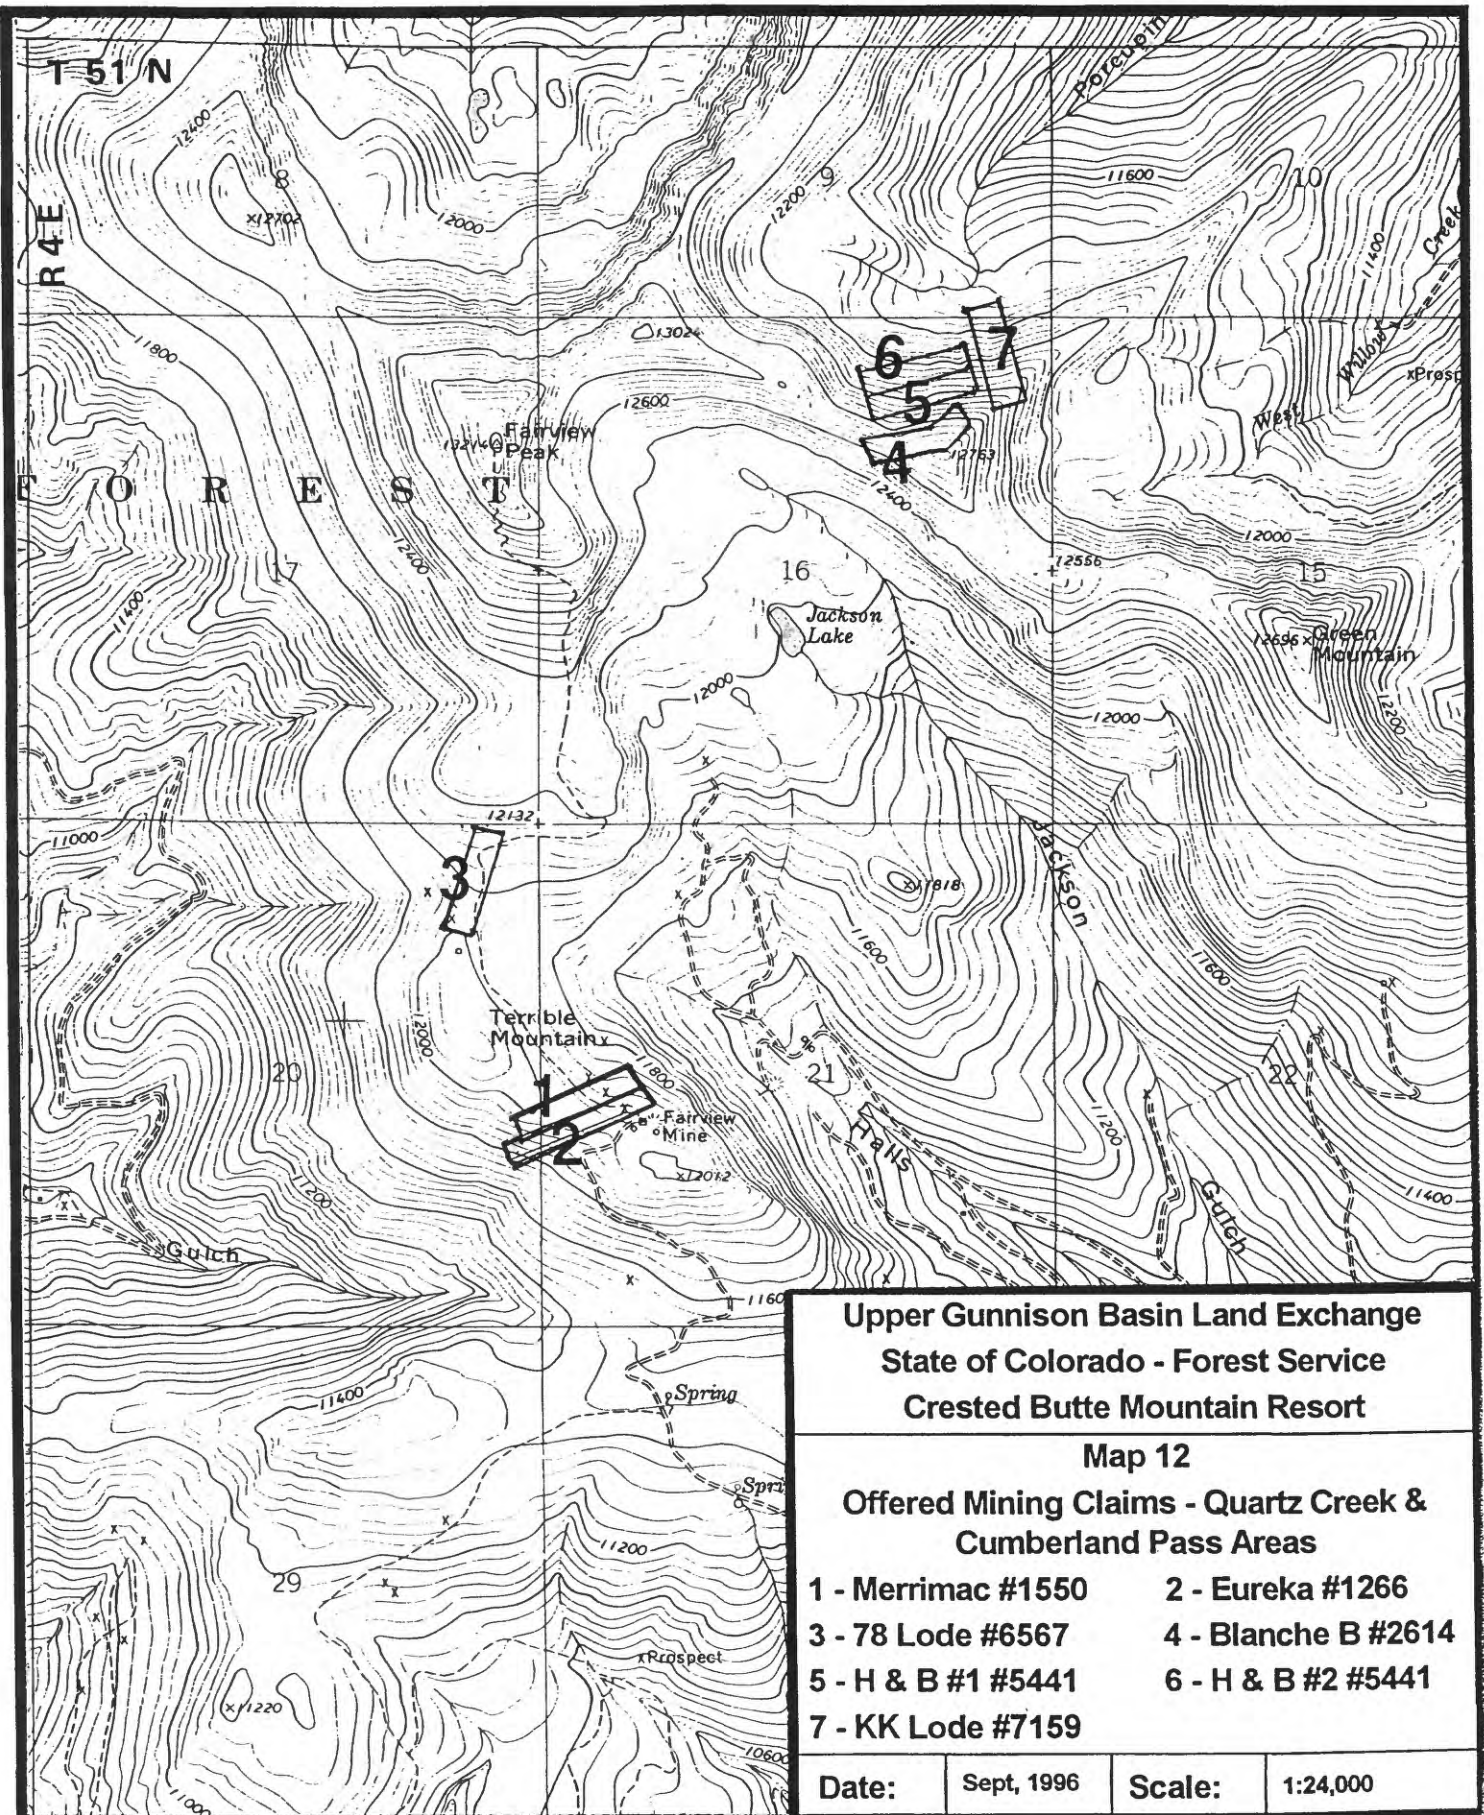 T 51 N
R 4 E
Porcupin
12400
8
9
10
x12702
12000
12200
11600
11400
Creek
11800
13024
6
7
5
4
12600
Willow
xProsp
West
Fairview
Peak
12763
12400
F O R E S T
12400
12000
17
16
12556
15
11400
Jackson
Lake
12696x Green
Mountain
12000
12000
12200
11000
12132
3
x11818
Jackson
11600
11600
12000
Terrible
Mountainx
20
21
22
1
11800
2
Fairview
Mine
Halls
11200
x12012
11200
11400
Gulch
Gulch
1160
11400
Spring
Spri
11200
29
xProspect
x11220
10600
11000
Upper Gunnison Basin Land Exchange
State of Colorado - Forest Service
Crested Butte Mountain Resort
Map 12
Offered Mining Claims - Quartz Creek &
Cumberland Pass Areas
1 - Merrimac #1550 2 - Eureka #1266
3 - 78 Lode #6567 4 - Blanche B #2614
5 - H & B #1 #5441 6 - H & B #2 #5441
7 - KK Lode #7159
Date: Sept, 1996 Scale: 1:24,000